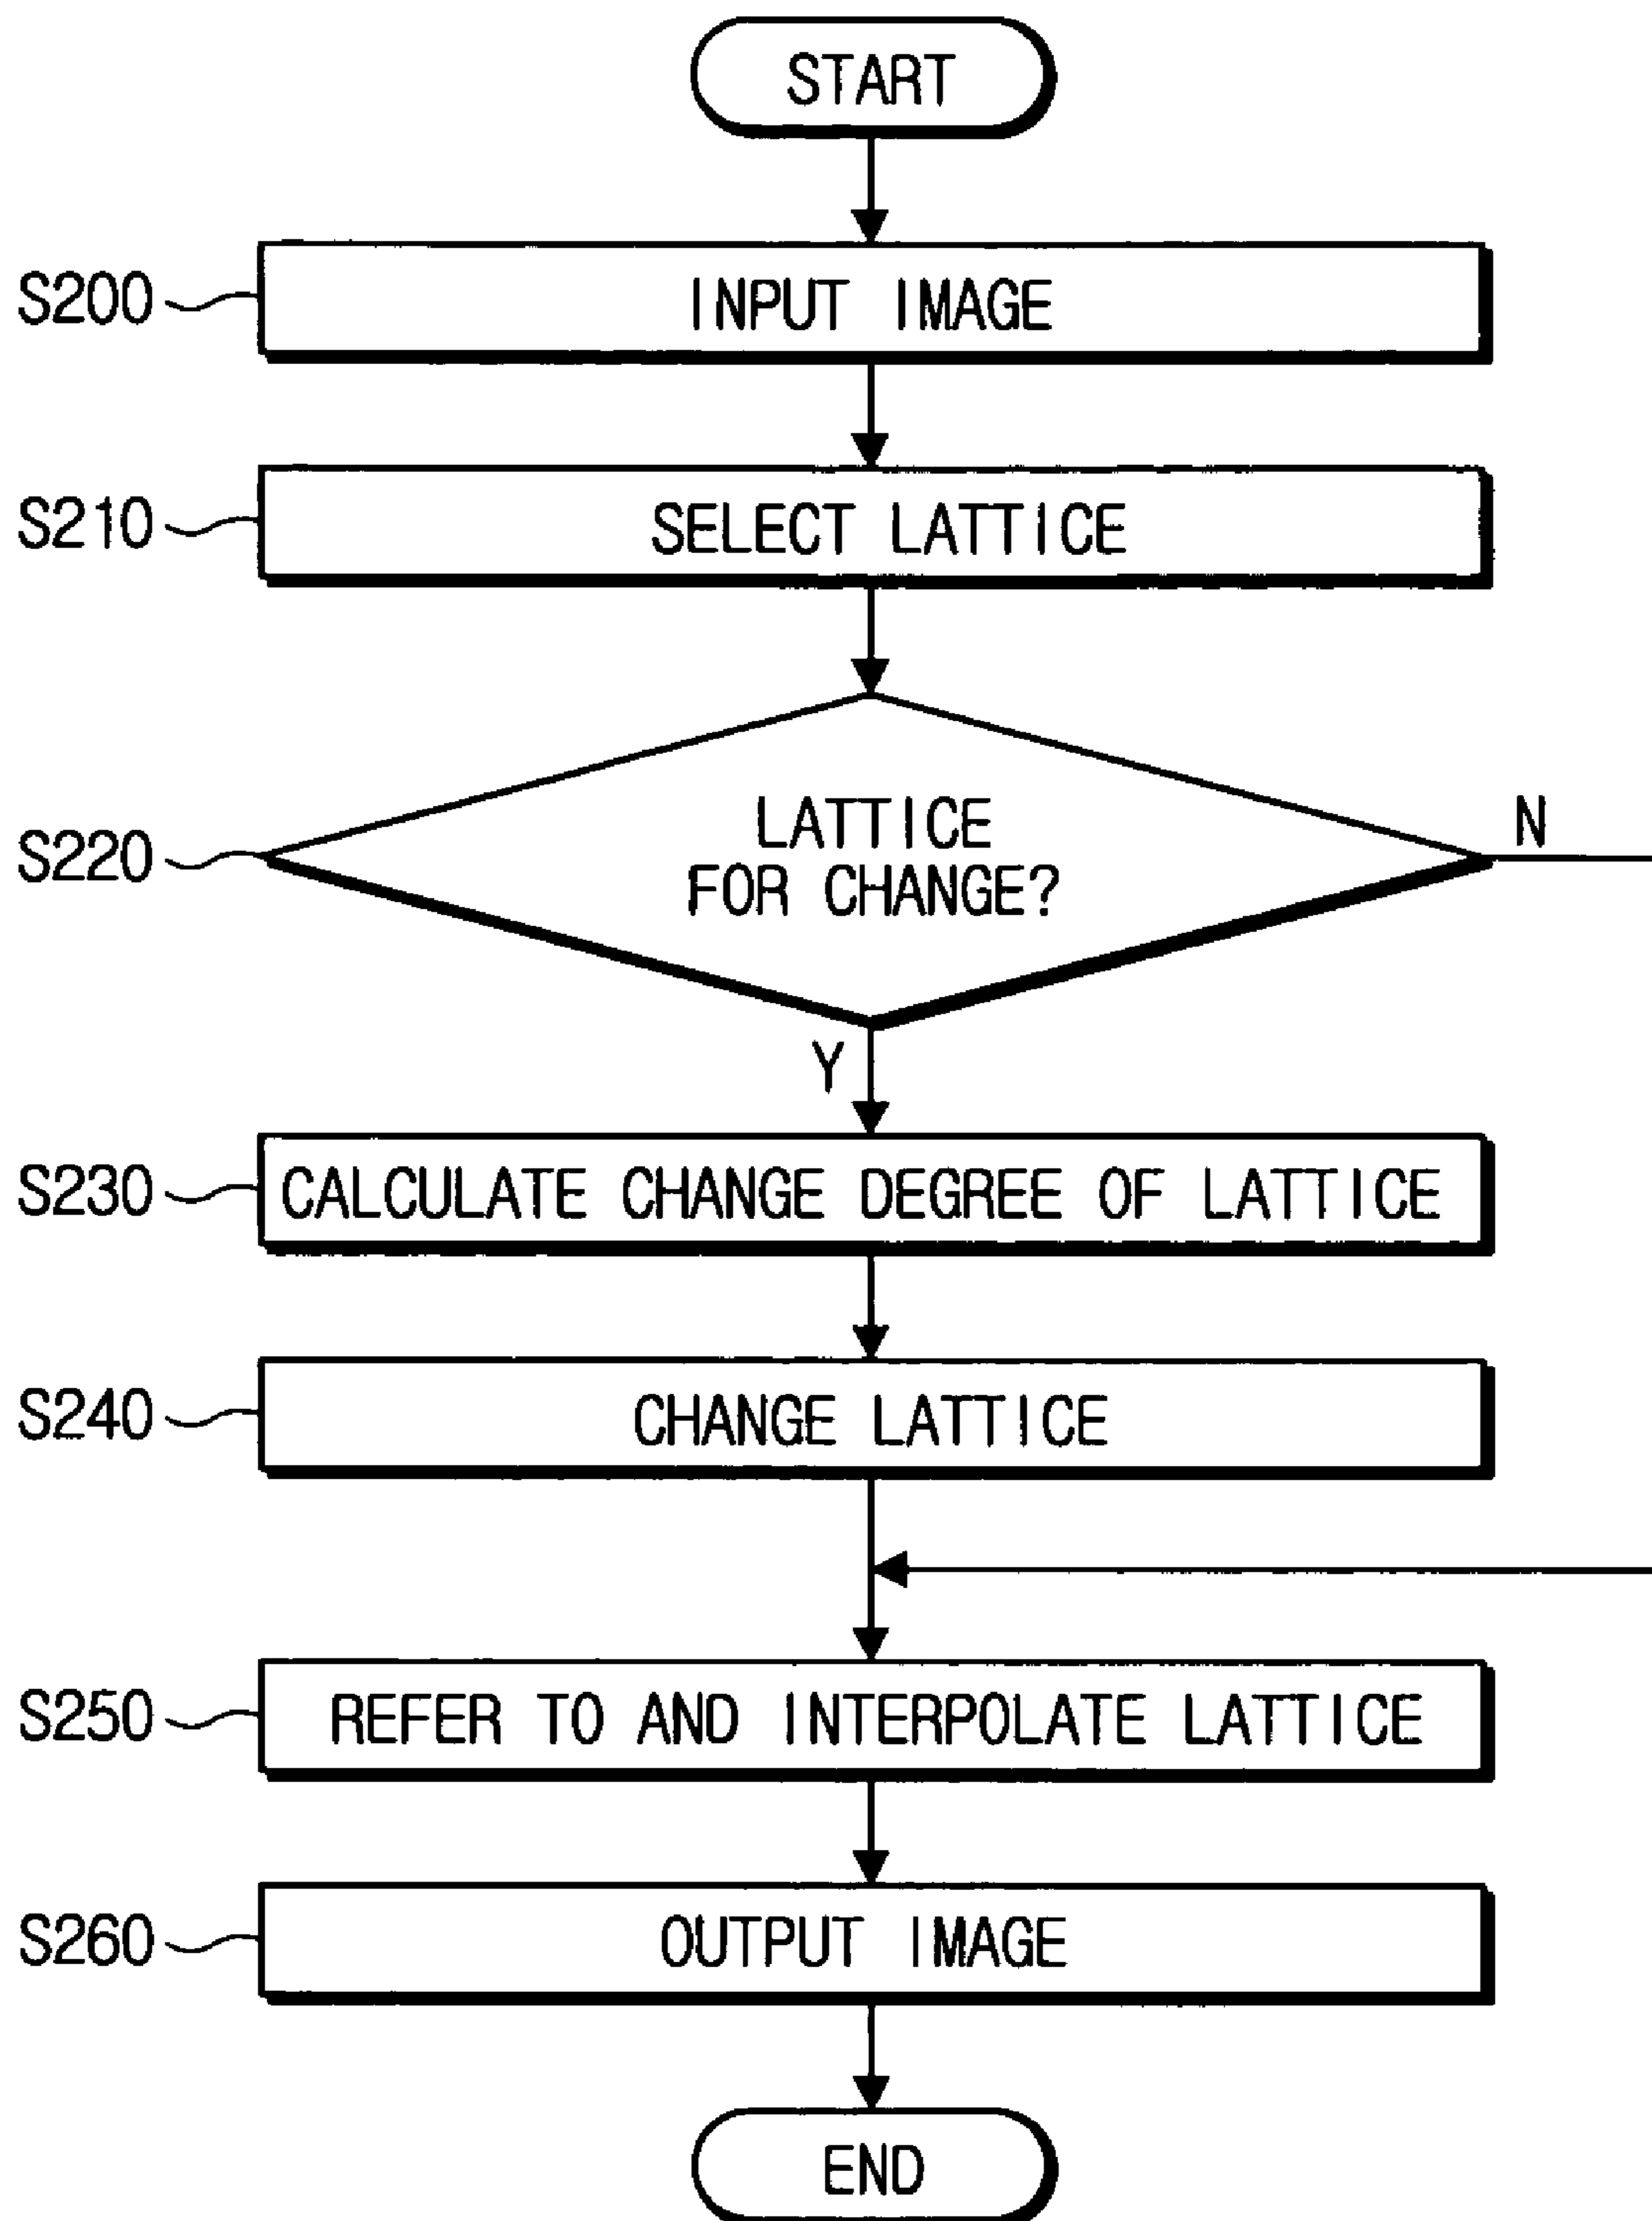 START
S200
INPUT IMAGE
S210
SELECT LATTICE
S220
LATTICE
FOR CHANGE?
N
Y
S230
CALCULATE CHANGE DEGREE OF LATTICE
S240
CHANGE LATTICE
S250
REFER TO AND INTERPOLATE LATTICE
S260
OUTPUT IMAGE
END